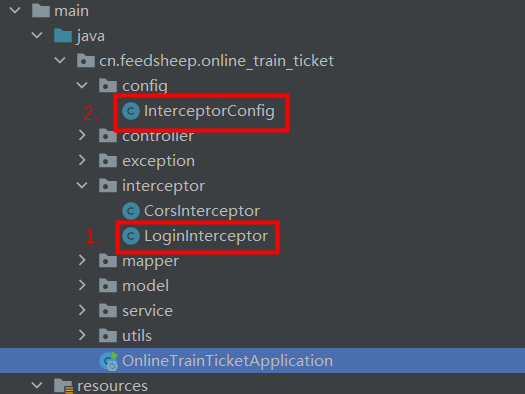 main
java
cn.feedsheep.online_train_ticket
config
2. InterceptorConfig
controller
exception
interceptor
CorsInterceptor
1. LoginInterceptor
mapper
model
service
utils
OnlineTrainTicketApplication
resources